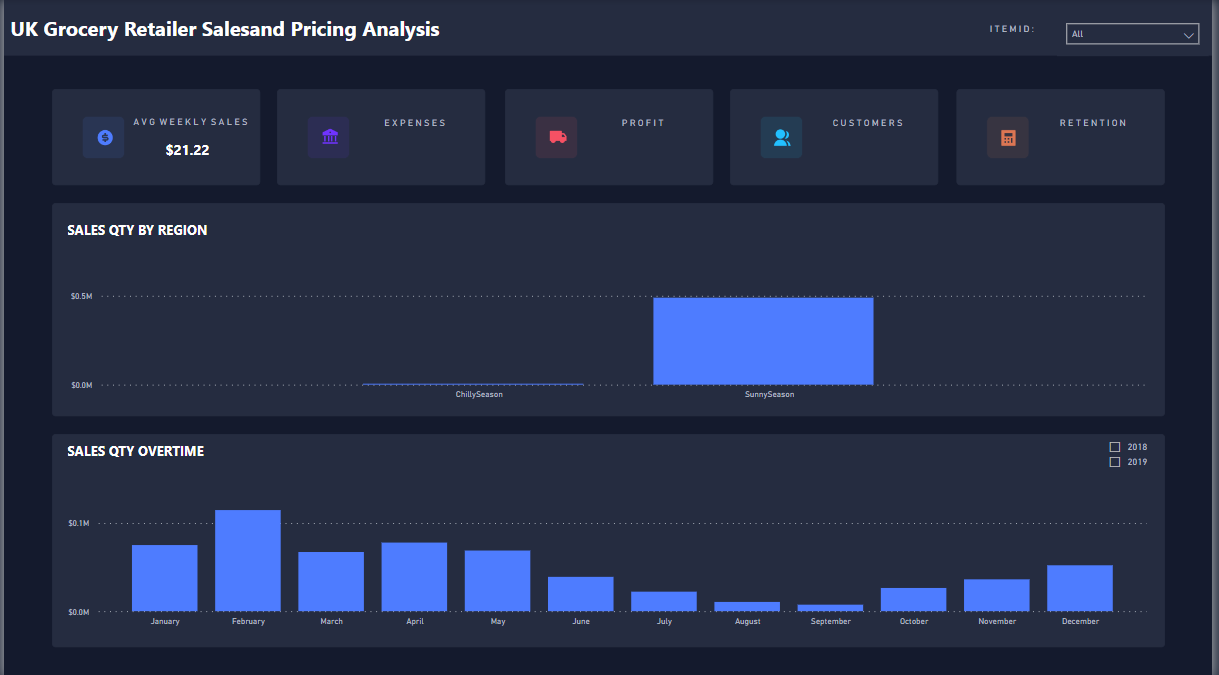 UK Grocery Retailer Salesand Pricing Analysis
ITEMID:
All
AVG WEEKLY SALES
$21.22
EXPENSES
PROFIT
CUSTOMERS
RETENTION
SALES QTY BY REGION
$0.5M
$0.0M
ChillySeason
SunnySeason
SALES QTY OVERTIME
2018
2019
$0.1M
$0.0M
January
February
March
April
May
June
July
August
September
October
November
December